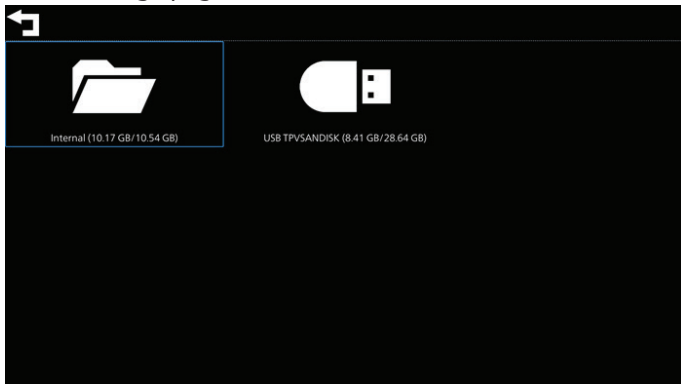 Internal (10.17 GB/10.54 GB)
USB TPVSANDISK (8.41 GB/28.64 GB)